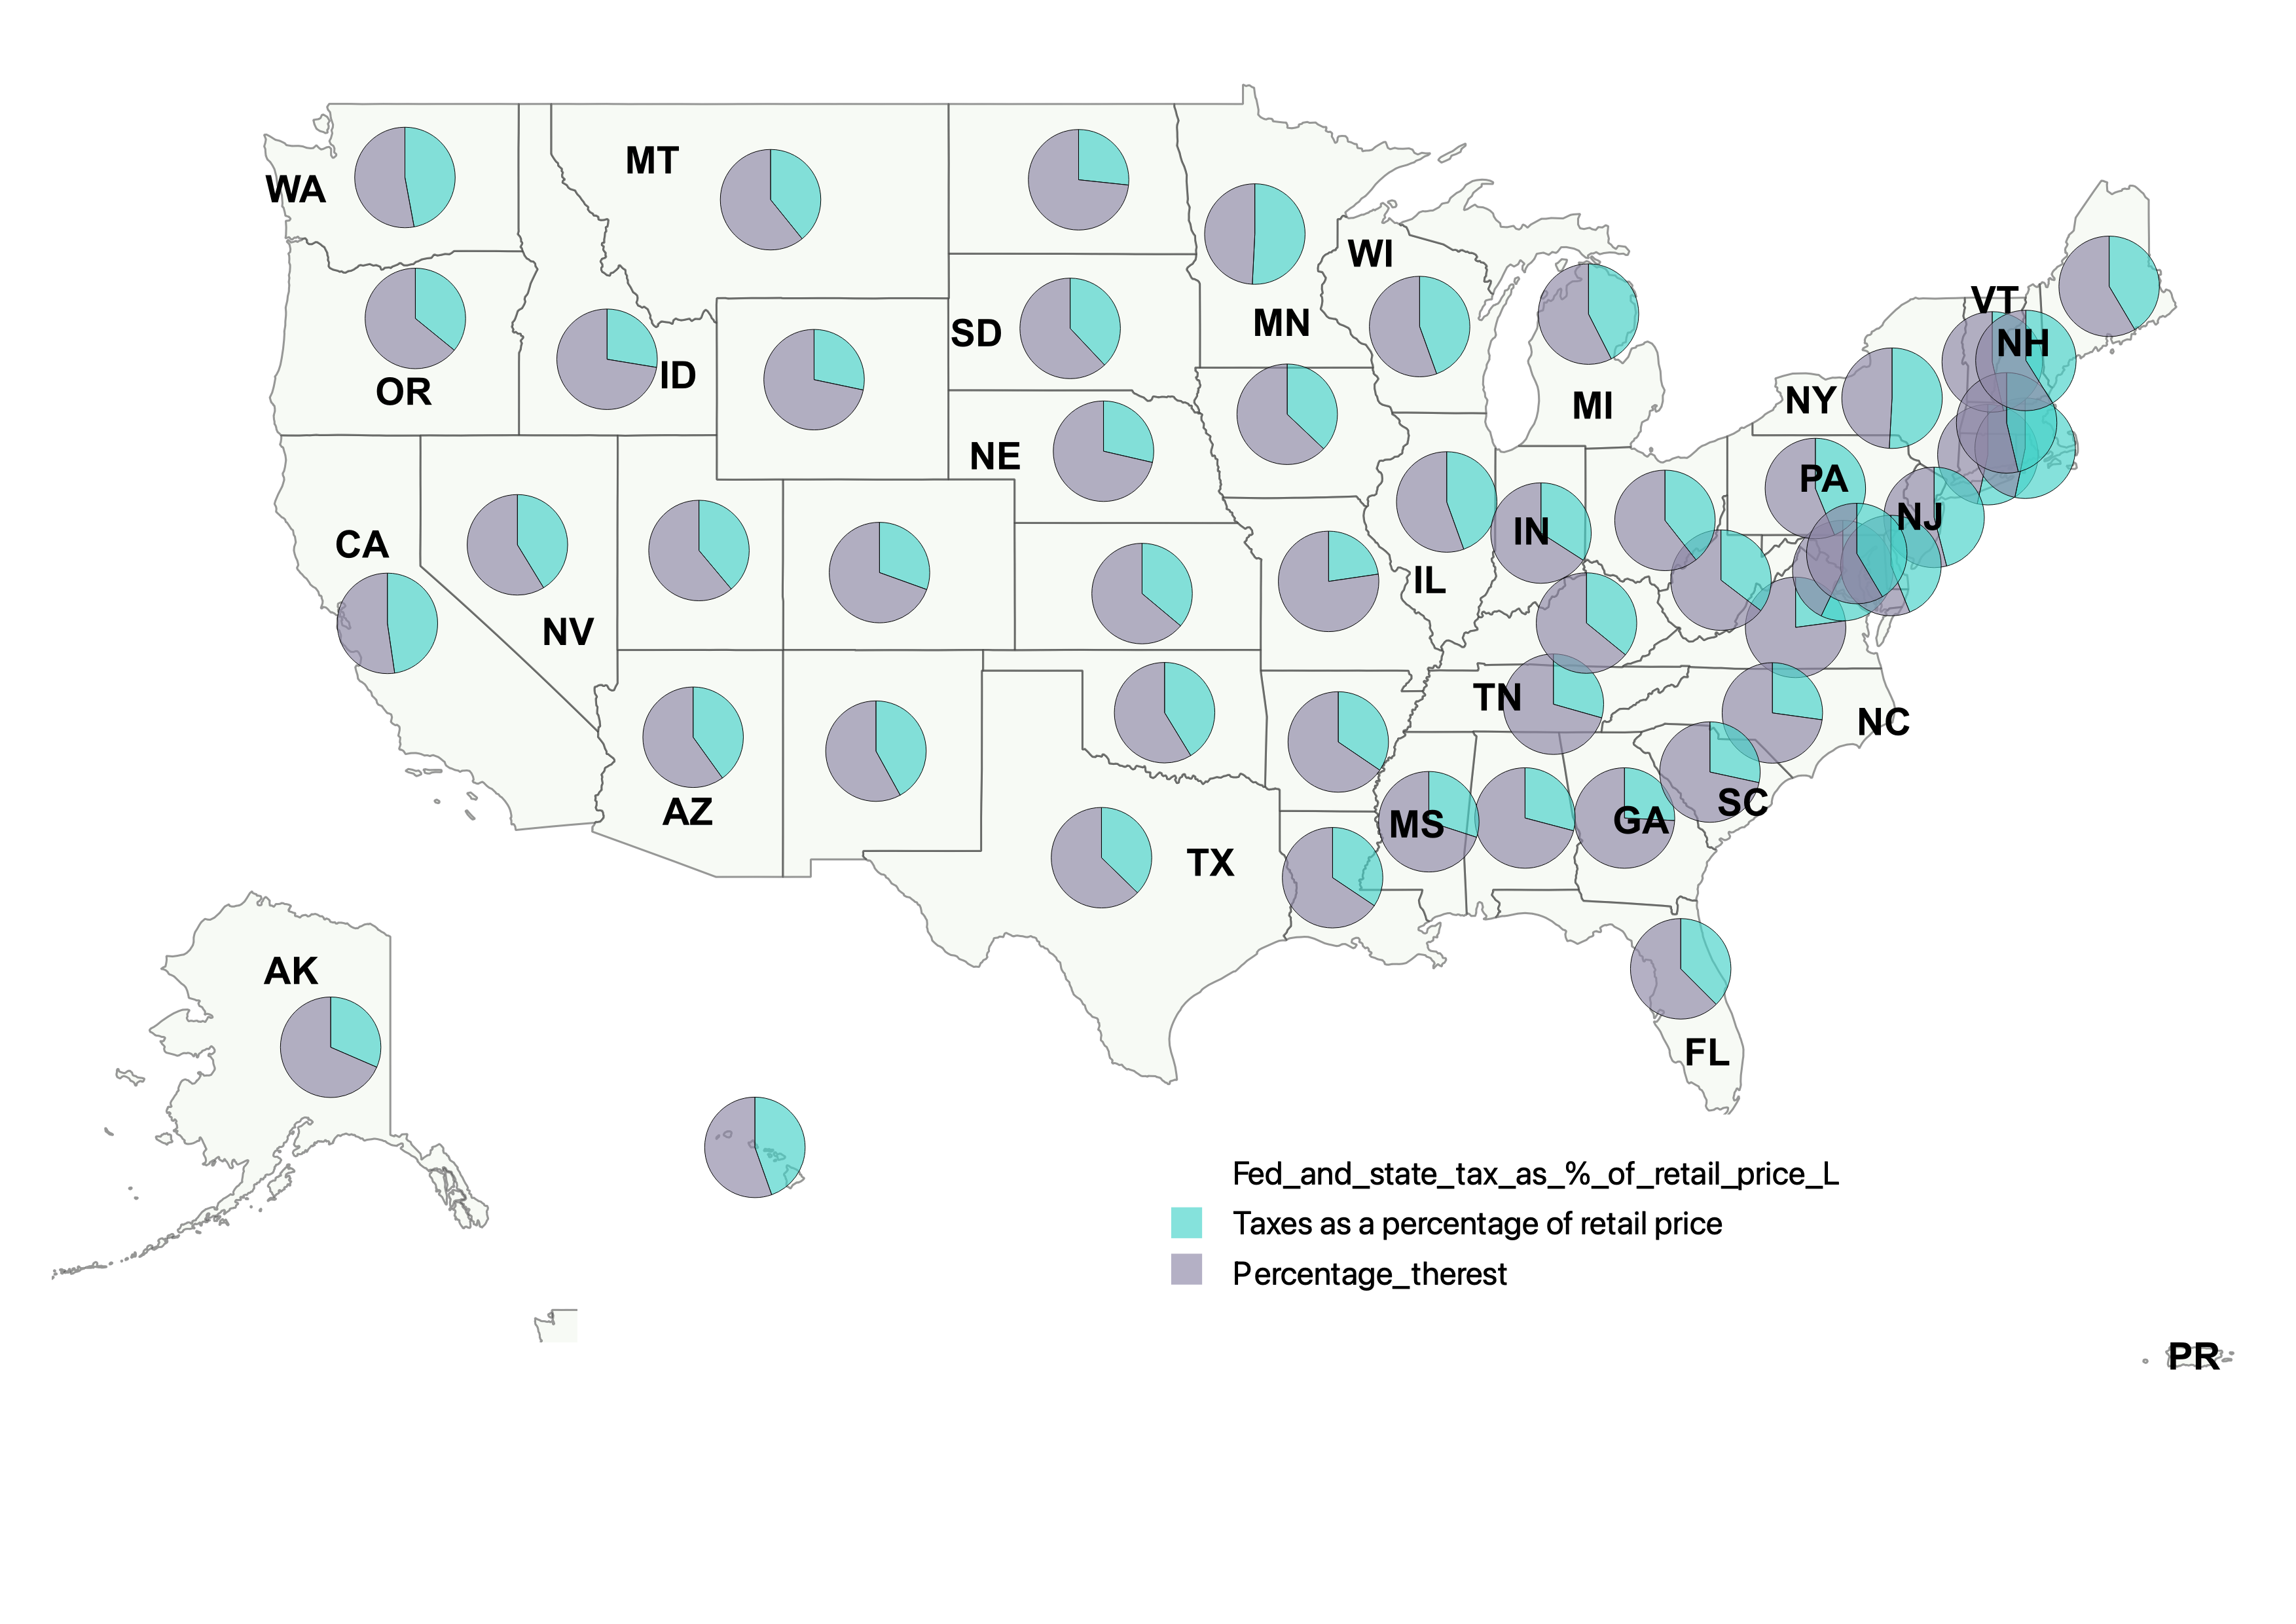 MT
WA
VT
WI
SD
MN
NH
ID
OR
NY
MI
NE
PA
NJ
IN
CA
IL
NV
TN
NC
SC
AZ
GA
MS
TX
AK
FL
Fed_and_state_tax_as_%_of_retail_price_L
Taxes as a percentage of retail price
Percentage_therest
PR